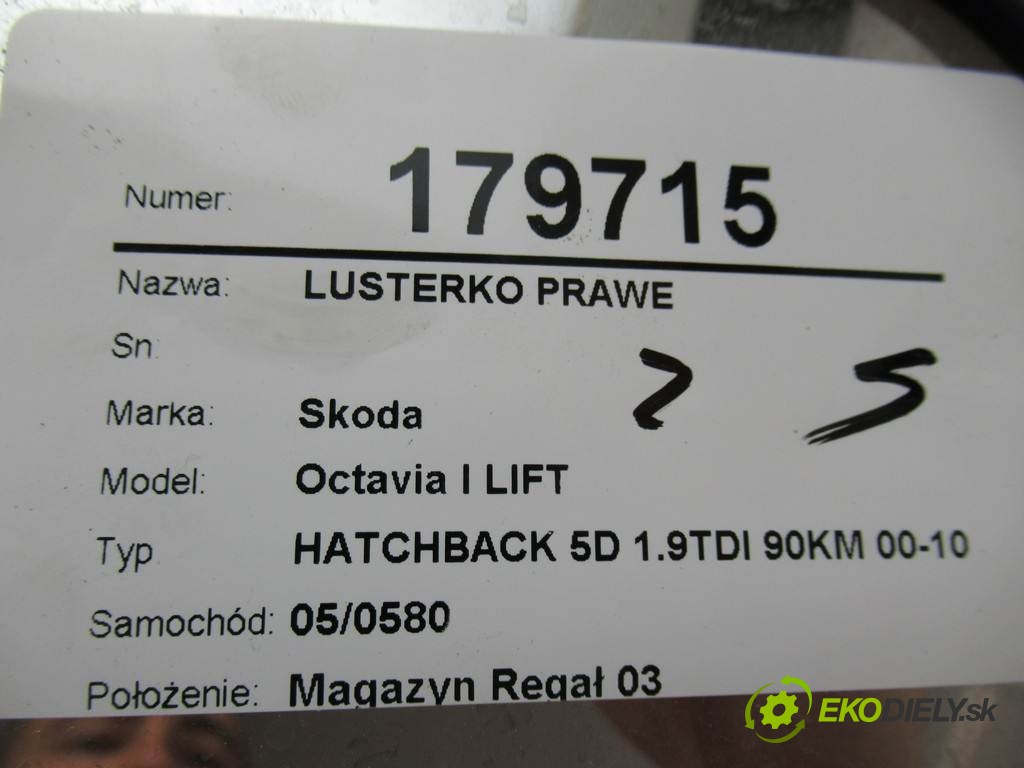 Numer: 179715
Nazwa: LUSTERKO PRAWE
Sn:
2 5
Marka: Skoda
Model: Octavia I LIFT
Typ HATCHBACK 5D 1.9TDI 90KM 00-10
Samochód: 05/0580
Położenie: Magazyn Regał 03
EKODIELY.sk